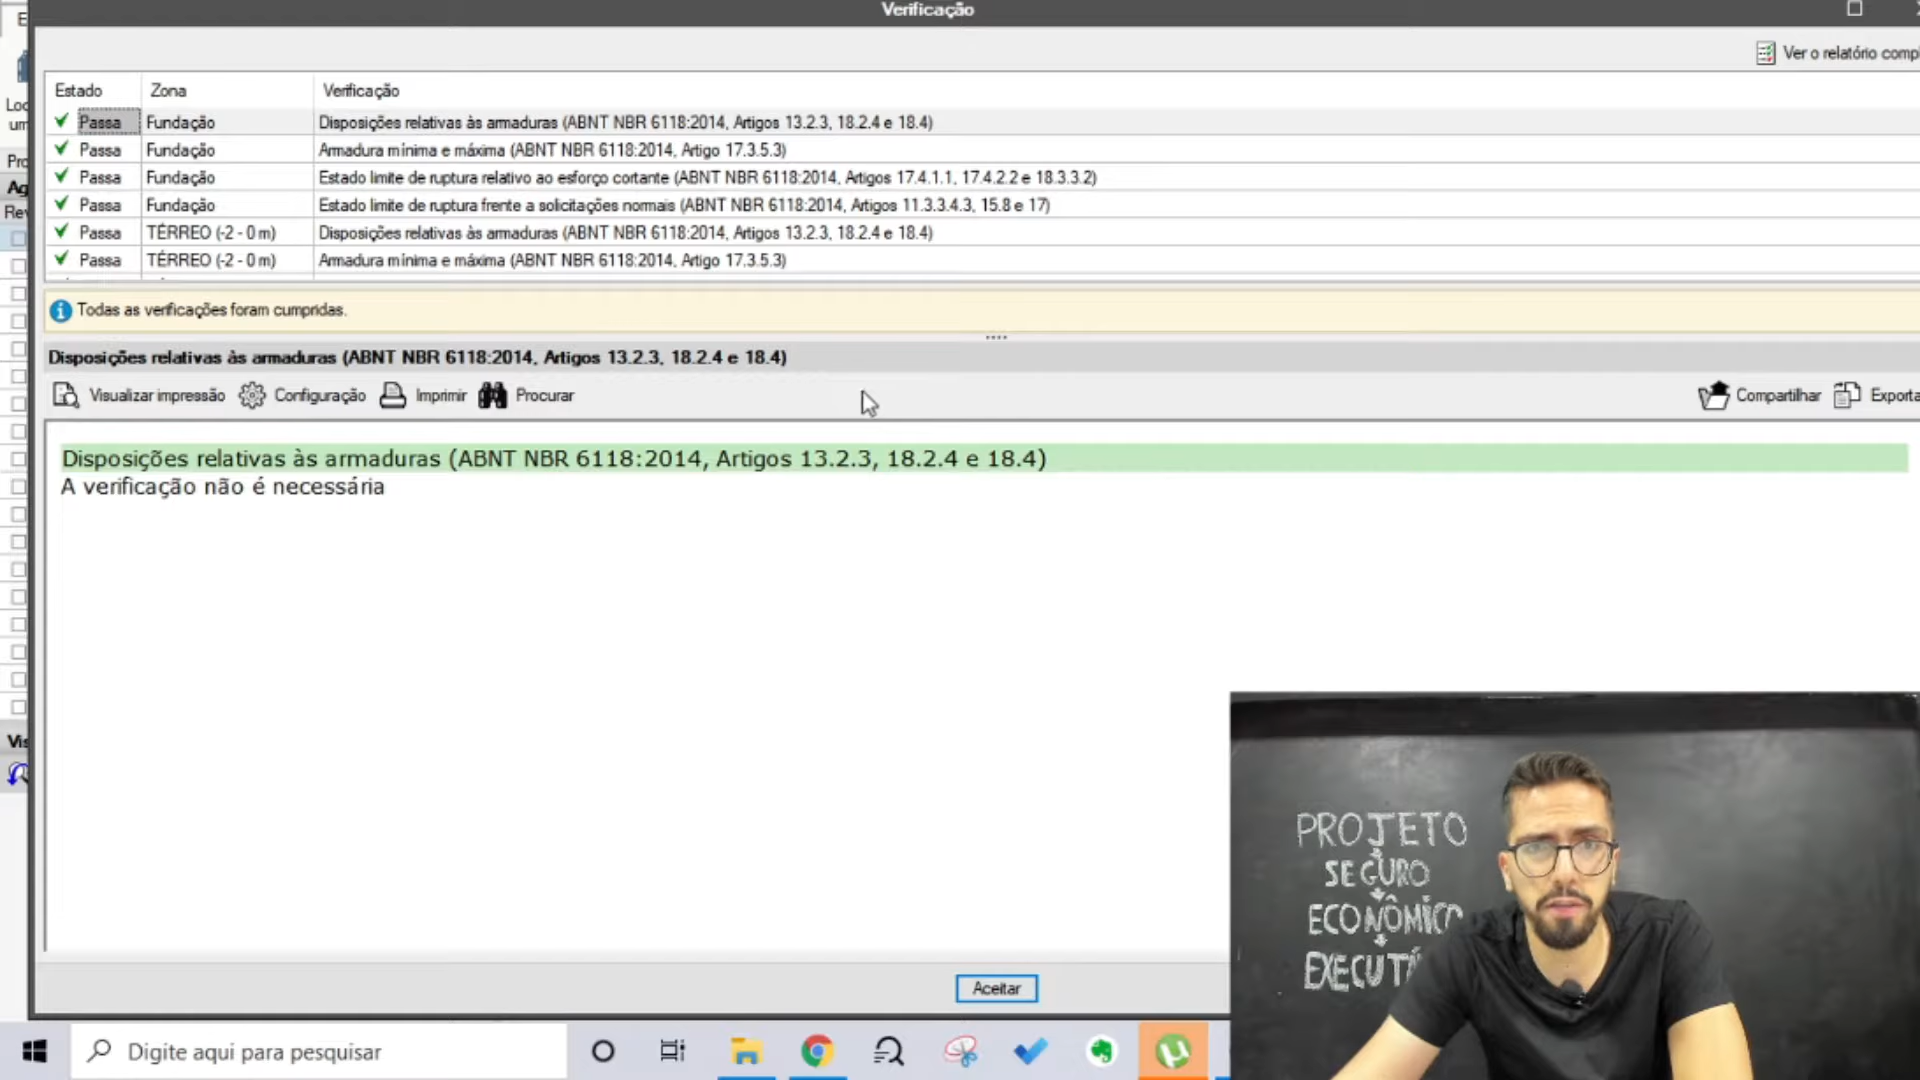 Verificação
Ver o relatório compl
Estado Zona Verificação
Passa Fundação Disposições relativas às armaduras (ABNT NBR 6118:2014, Artigos 13.2.3, 18.2.4 e 18.4)
Passa Fundação Armadura mínima e máxima (ABNT NBR 6118:2014, Artigo 17.3.5.3)
Passa Fundação Estado limite de ruptura relativo ao esforço cortante (ABNT NBR 6118:2014, Artigos 17.4.1.1, 17.4.2.2 e 18.3.3.2)
Passa Fundação Estado limite de ruptura frente a solicitações normais (ABNT NBR 6118:2014, Artigos 11.3.3.4.3, 15.8 e 17)
Passa TÉRREO (-2 - 0 m) Disposições relativas às armaduras (ABNT NBR 6118:2014, Artigos 13.2.3, 18.2.4 e 18.4)
Passa TÉRREO (-2 - 0 m) Armadura mínima e máxima (ABNT NBR 6118:2014, Artigo 17.3.5.3)
Todas as verificações foram cumpridas.
Disposições relativas às armaduras (ABNT NBR 6118:2014, Artigos 13.2.3, 18.2.4 e 18.4)
Visualizar impressão Configuração Imprimir Procurar Compartilhar Exporta
Disposições relativas às armaduras (ABNT NBR 6118:2014, Artigos 13.2.3, 18.2.4 e 18.4)
A verificação não é necessária
Aceitar
PROJETO
SEGURO
ECONÔMICO
EXECUTÁ
Digite aqui para pesquisar